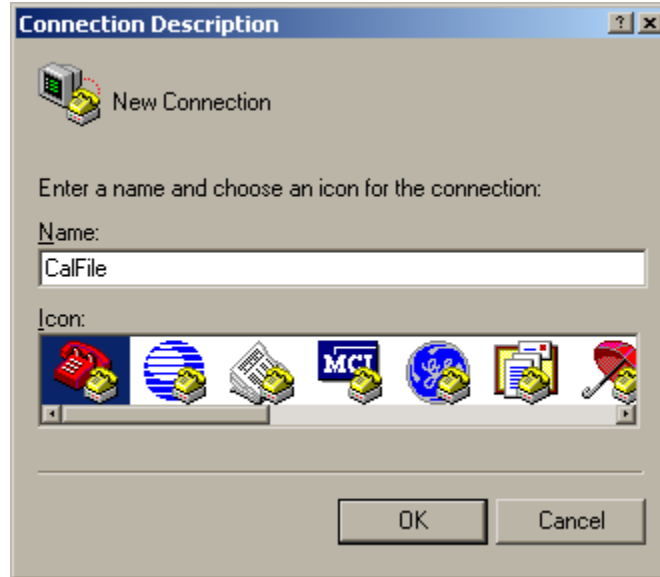 Connection Description
New Connection
Enter a name and choose an icon for the connection:
Name:
CalFile
Icon:
MCI
OK
Cancel